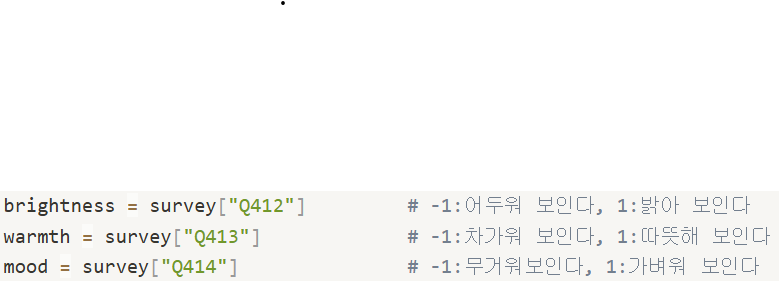 .
brightness = survey["Q412"] # -1:어두워 보인다, 1:밝아 보인다
warmth = survey["Q413"] # -1:차가워 보인다, 1:따뜻해 보인다
mood = survey["Q414"] # -1:무거워보인다, 1:가벼워 보인다